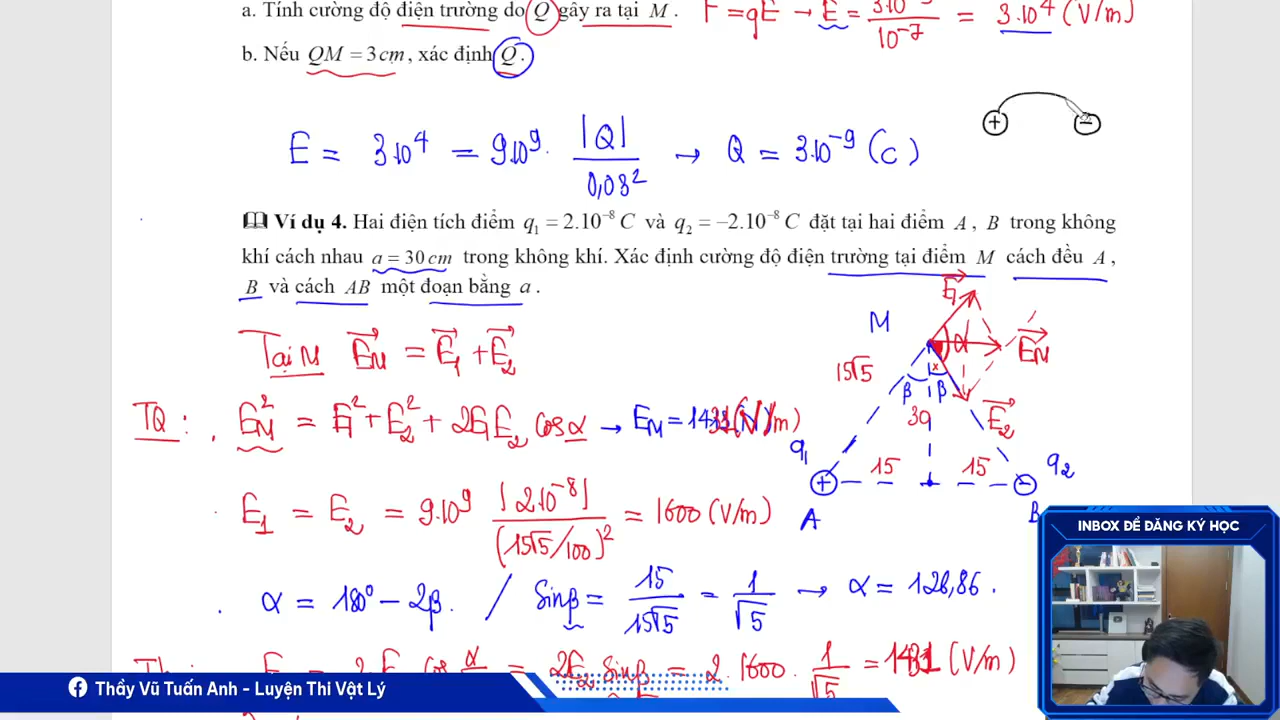 a. Tính cường độ điện trường do Q gây ra tại M. F = qE → E = 3.10⁻³ / 10⁻⁷ = 3.10⁴ (V/m)
b. Nếu QM = 3cm, xác định Q.
E = 3.10⁴ = 9.10⁹. |Q| / 0,03² → Q = 3.10⁻⁹ (C)
+ −
Ví dụ 4. Hai điện tích điểm q₁ = 2.10⁻⁸ C và q₂ = −2.10⁻⁸ C đặt tại hai điểm A, B trong không
khí cách nhau a = 30cm trong không khí. Xác định cường độ điện trường tại điểm M cách đều A,
B và cách AB một đoạn bằng a.
Tại M E⃗M = E⃗₁ + E⃗₂
TQ: E²M = E₁² + E₂² + 2E₁E₂ cosα → EM = (V/m)
E₁ = E₂ = 9.10⁹ |2.10⁻⁸| / (15√5/100)² = 1600 (V/m)
α = 180° − 2β. / Sinβ = 15 / 15√5 = 1 / √5 → α = 126,86.
2E₂ Sinβ = 2. 1600. 1 / √5 = 1431 (V/m)
E⃗₁
M α E⃗M
15√5 β β x
30 E⃗₂
q₁ 15 15 q₂
+ −
A B
INBOX ĐỂ ĐĂNG KÝ HỌC
Thầy Vũ Tuấn Anh - Luyện Thi Vật Lý